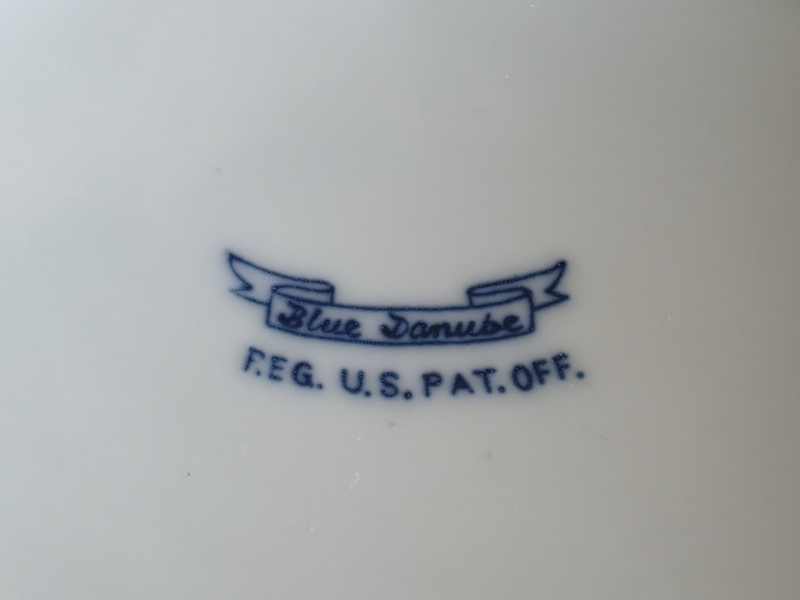 Blue Danube
REG. U.S. PAT. OFF.